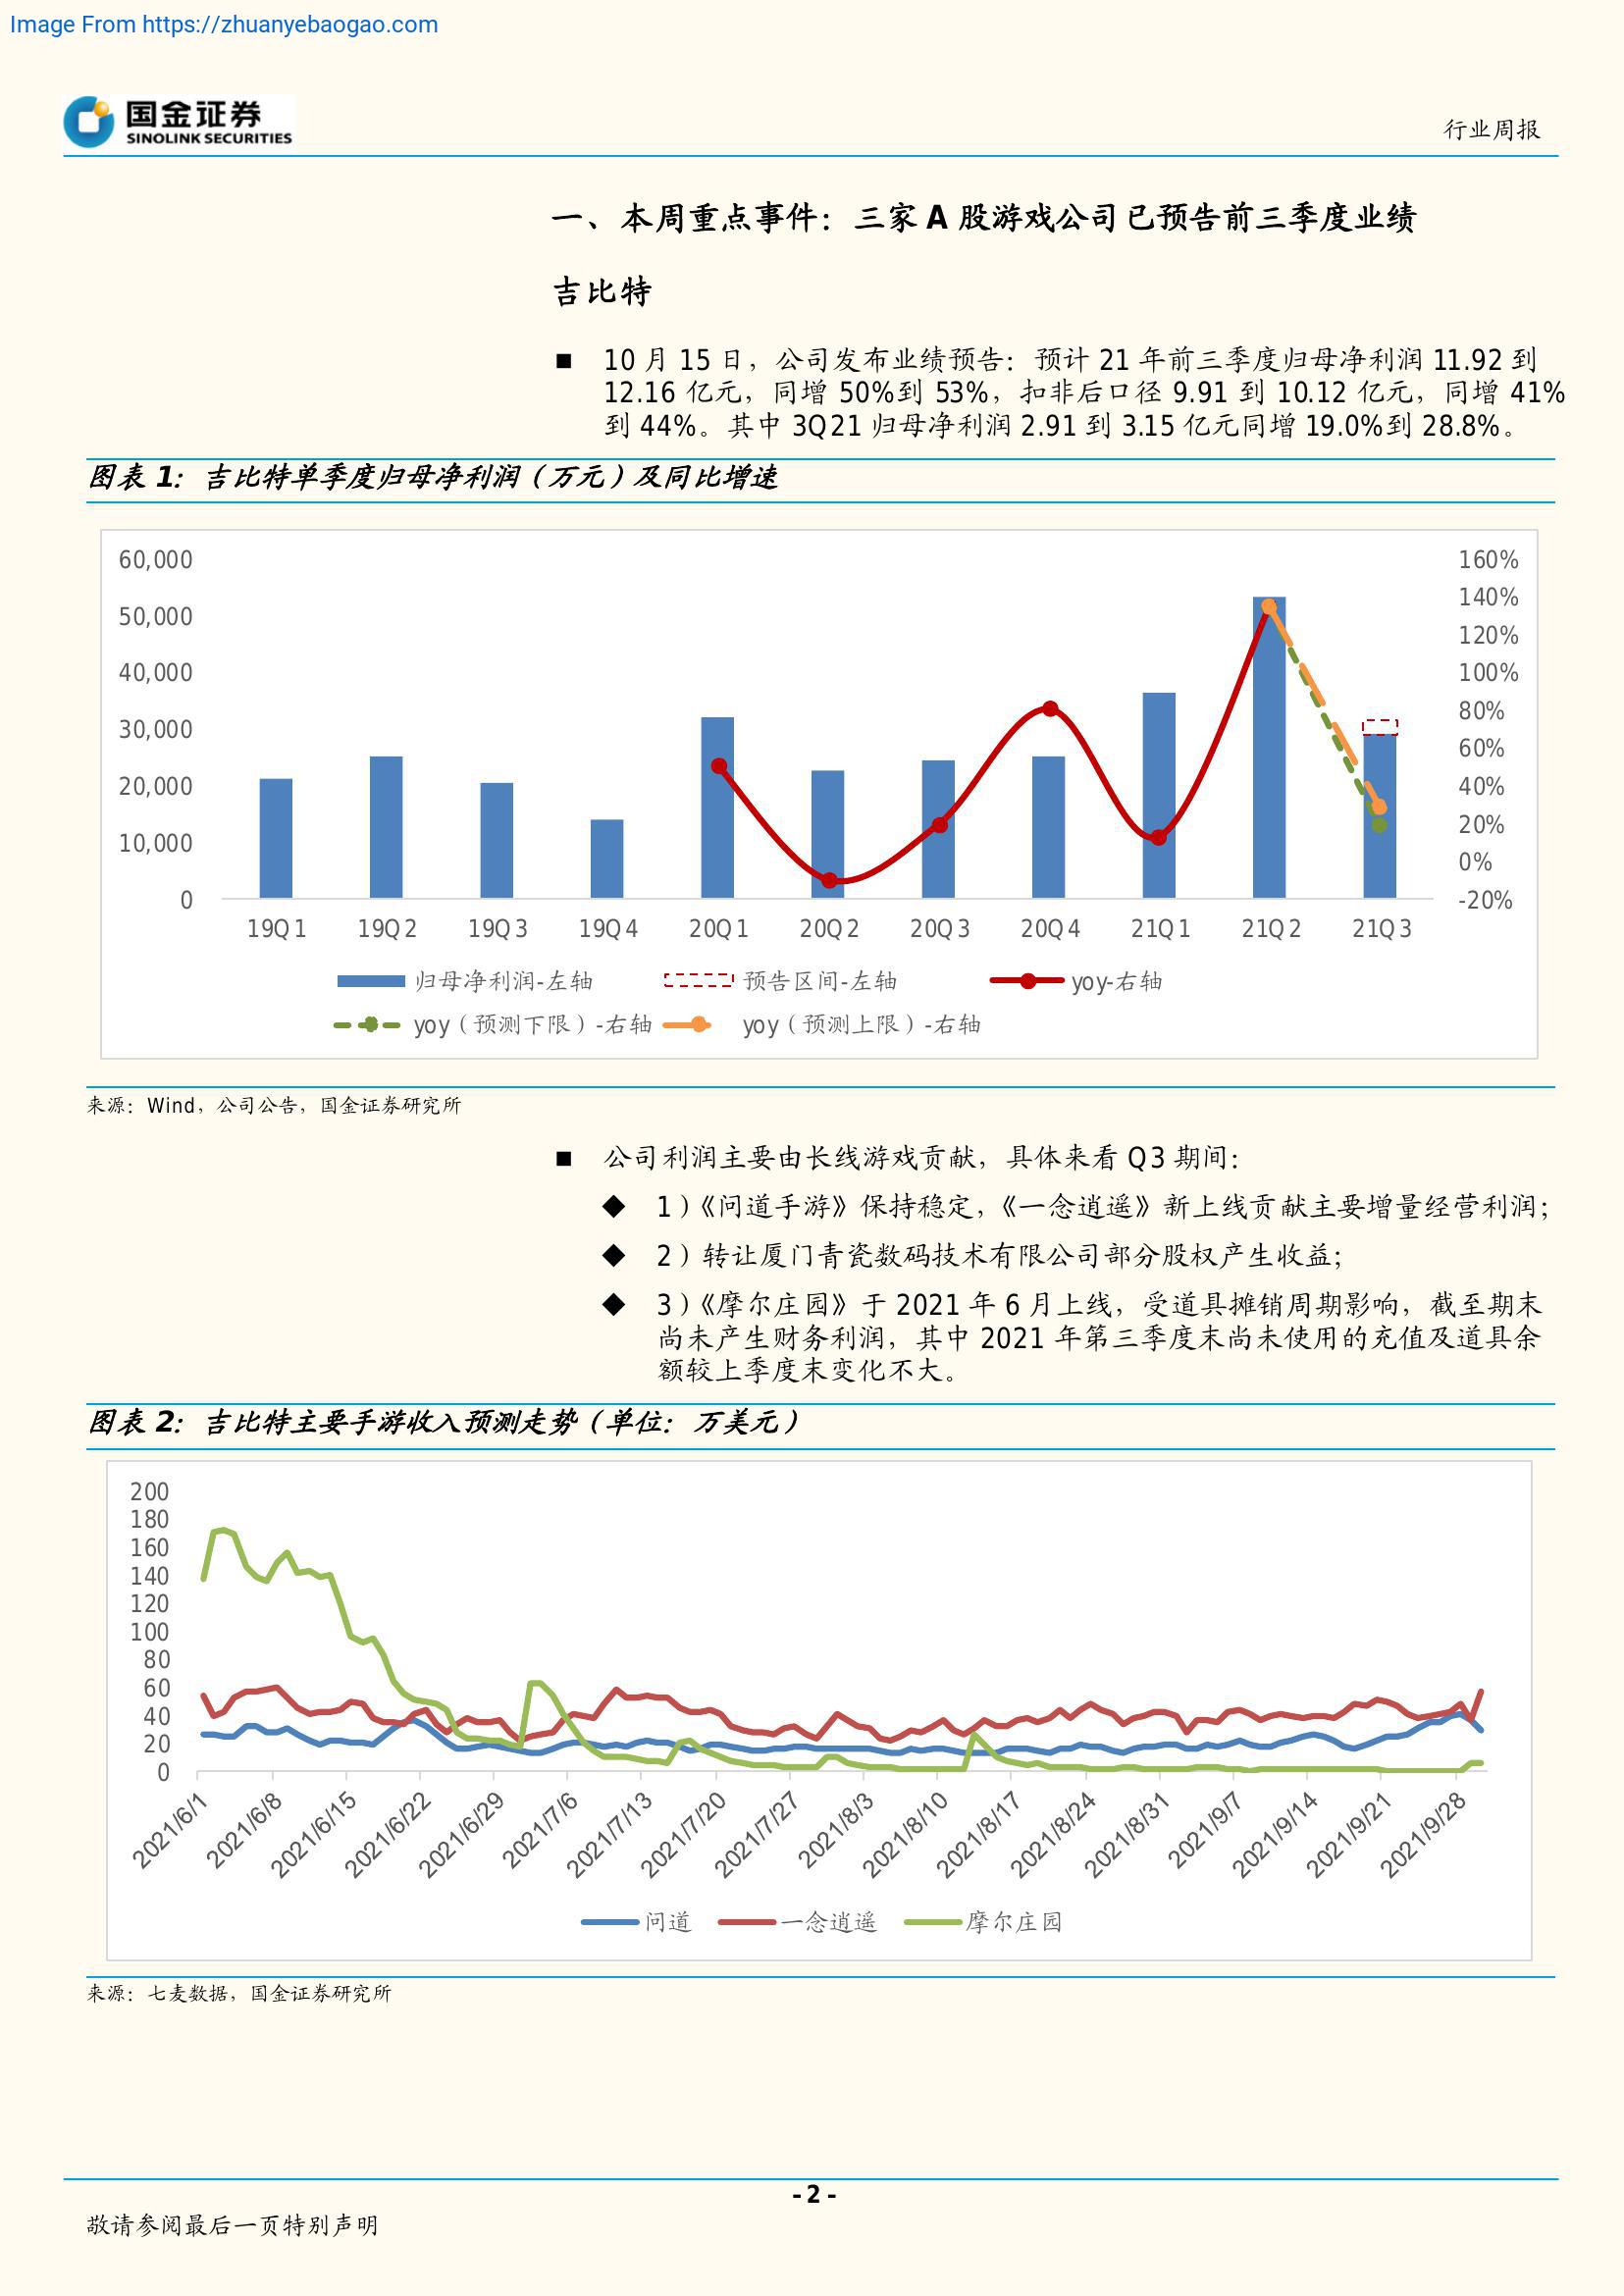 Image From https://zhuanyebaogao.com
国金证券
SINOLINK SECURITIES
行业周报
一、本周重点事件：三家 A 股游戏公司已预告前三季度业绩
吉比特
■ 10 月 15 日，公司发布业绩预告：预计 21 年前三季度归母净利润 11.92 到
12.16 亿元，同增 50%到 53%，扣非后口径 9.91 到 10.12 亿元，同增 41%
到 44%。其中 3Q21 归母净利润 2.91 到 3.15 亿元同增 19.0%到 28.8%。
图表 1：吉比特单季度归母净利润（万元）及同比增速
60,000
50,000
40,000
30,000
20,000
10,000
0
160%
140%
120%
100%
80%
60%
40%
20%
0%
-20%
19Q1 19Q2 19Q3 19Q4 20Q1 20Q2 20Q3 20Q4 21Q1 21Q2 21Q3
归母净利润-左轴 预告区间-左轴 yoy-右轴
yoy（预测下限）-右轴 yoy（预测上限）-右轴
来源：Wind，公司公告，国金证券研究所
■ 公司利润主要由长线游戏贡献，具体来看 Q3 期间：
◆ 1）《问道手游》保持稳定，《一念逍遥》新上线贡献主要增量经营利润；
◆ 2）转让厦门青瓷数码技术有限公司部分股权产生收益；
◆ 3）《摩尔庄园》于 2021 年 6 月上线，受道具摊销周期影响，截至期末
尚未产生财务利润，其中 2021 年第三季度末尚未使用的充值及道具余
额较上季度末变化不大。
图表 2：吉比特主要手游收入预测走势（单位：万美元）
200
180
160
140
120
100
80
60
40
20
0
2021/6/1 2021/6/8 2021/6/15 2021/6/22 2021/6/29 2021/7/6 2021/7/13 2021/7/20 2021/7/27 2021/8/3 2021/8/10 2021/8/17 2021/8/24 2021/8/31 2021/9/7 2021/9/14 2021/9/21 2021/9/28
问道 一念逍遥 摩尔庄园
来源：七麦数据，国金证券研究所
- 2 -
敬请参阅最后一页特别声明